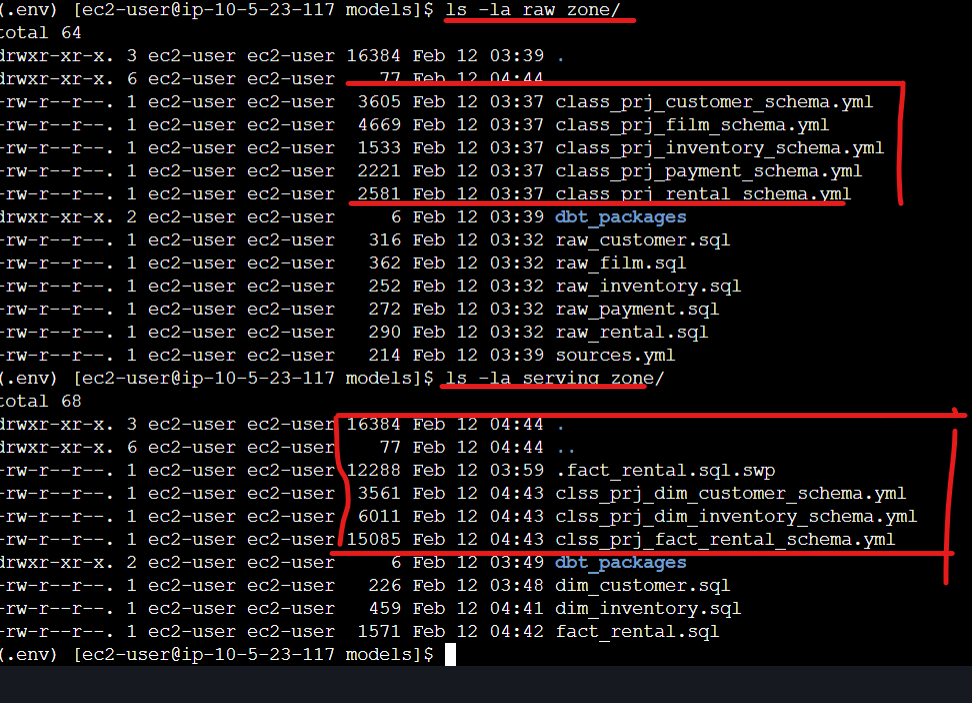 (.env) [ec2-user@ip-10-5-23-117 models]$ ls -la raw_zone/
total 64
drwxr-xr-x. 3 ec2-user ec2-user 16384 Feb 12 03:39 .
drwxr-xr-x. 6 ec2-user ec2-user    77 Feb 12 04:44
-rw-r--r--. 1 ec2-user ec2-user  3605 Feb 12 03:37 class_prj_customer_schema.yml
-rw-r--r--. 1 ec2-user ec2-user  4669 Feb 12 03:37 class_prj_film_schema.yml
-rw-r--r--. 1 ec2-user ec2-user  1533 Feb 12 03:37 class_prj_inventory_schema.yml
-rw-r--r--. 1 ec2-user ec2-user  2221 Feb 12 03:37 class_prj_payment_schema.yml
-rw-r--r--. 1 ec2-user ec2-user  2581 Feb 12 03:37 class_prj_rental_schema.yml
drwxr-xr-x. 2 ec2-user ec2-user     6 Feb 12 03:39 dbt_packages
-rw-r--r--. 1 ec2-user ec2-user   316 Feb 12 03:32 raw_customer.sql
-rw-r--r--. 1 ec2-user ec2-user   362 Feb 12 03:32 raw_film.sql
-rw-r--r--. 1 ec2-user ec2-user   252 Feb 12 03:32 raw_inventory.sql
-rw-r--r--. 1 ec2-user ec2-user   272 Feb 12 03:32 raw_payment.sql
-rw-r--r--. 1 ec2-user ec2-user   290 Feb 12 03:32 raw_rental.sql
-rw-r--r--. 1 ec2-user ec2-user   214 Feb 12 03:39 sources.yml
(.env) [ec2-user@ip-10-5-23-117 models]$ ls -la serving_zone/
total 68
drwxr-xr-x. 3 ec2-user ec2-user 16384 Feb 12 04:44 .
drwxr-xr-x. 6 ec2-user ec2-user    77 Feb 12 04:44 ..
-rw-r--r--. 1 ec2-user ec2-user 12288 Feb 12 03:59 .fact_rental.sql.swp
-rw-r--r--. 1 ec2-user ec2-user  3561 Feb 12 04:43 clss_prj_dim_customer_schema.yml
-rw-r--r--. 1 ec2-user ec2-user  6011 Feb 12 04:43 clss_prj_dim_inventory_schema.yml
-rw-r--r--. 1 ec2-user ec2-user 15085 Feb 12 04:43 clss_prj_fact_rental_schema.yml
drwxr-xr-x. 2 ec2-user ec2-user     6 Feb 12 03:49 dbt_packages
-rw-r--r--. 1 ec2-user ec2-user   226 Feb 12 03:48 dim_customer.sql
-rw-r--r--. 1 ec2-user ec2-user   459 Feb 12 04:41 dim_inventory.sql
-rw-r--r--. 1 ec2-user ec2-user  1571 Feb 12 04:42 fact_rental.sql
(.env) [ec2-user@ip-10-5-23-117 models]$